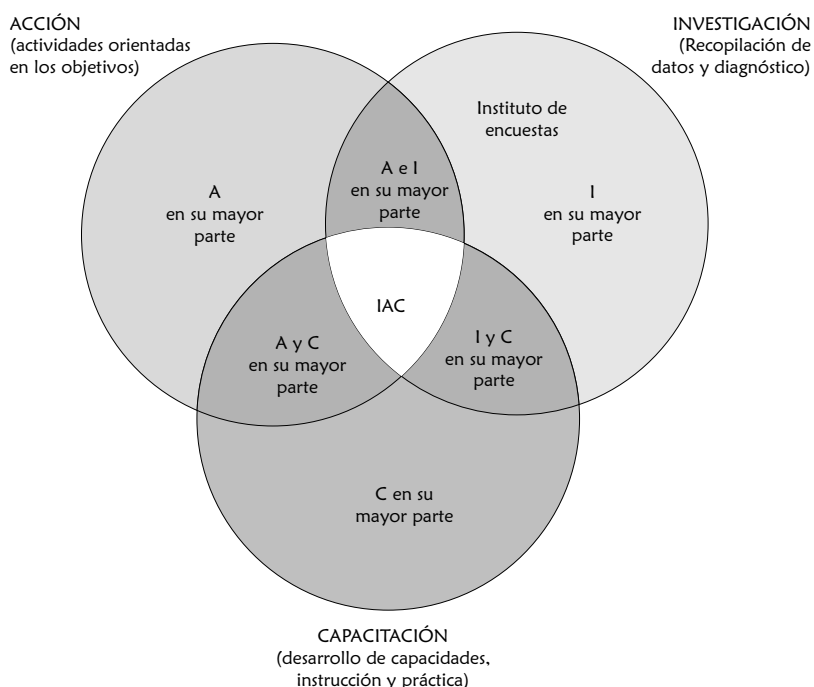 ACCIÓN
(actividades orientadas
en los objetivos)
INVESTIGACIÓN
(Recopilación de
datos y diagnóstico)
Instituto de
encuestas
A e I
en su mayor
parte
A
en su mayor
parte
I
en su mayor
parte
IAC
A y C
en su mayor
parte
I y C
en su mayor
parte
C en su
mayor parte
CAPACITACIÓN
(desarrollo de capacidades,
instrucción y práctica)